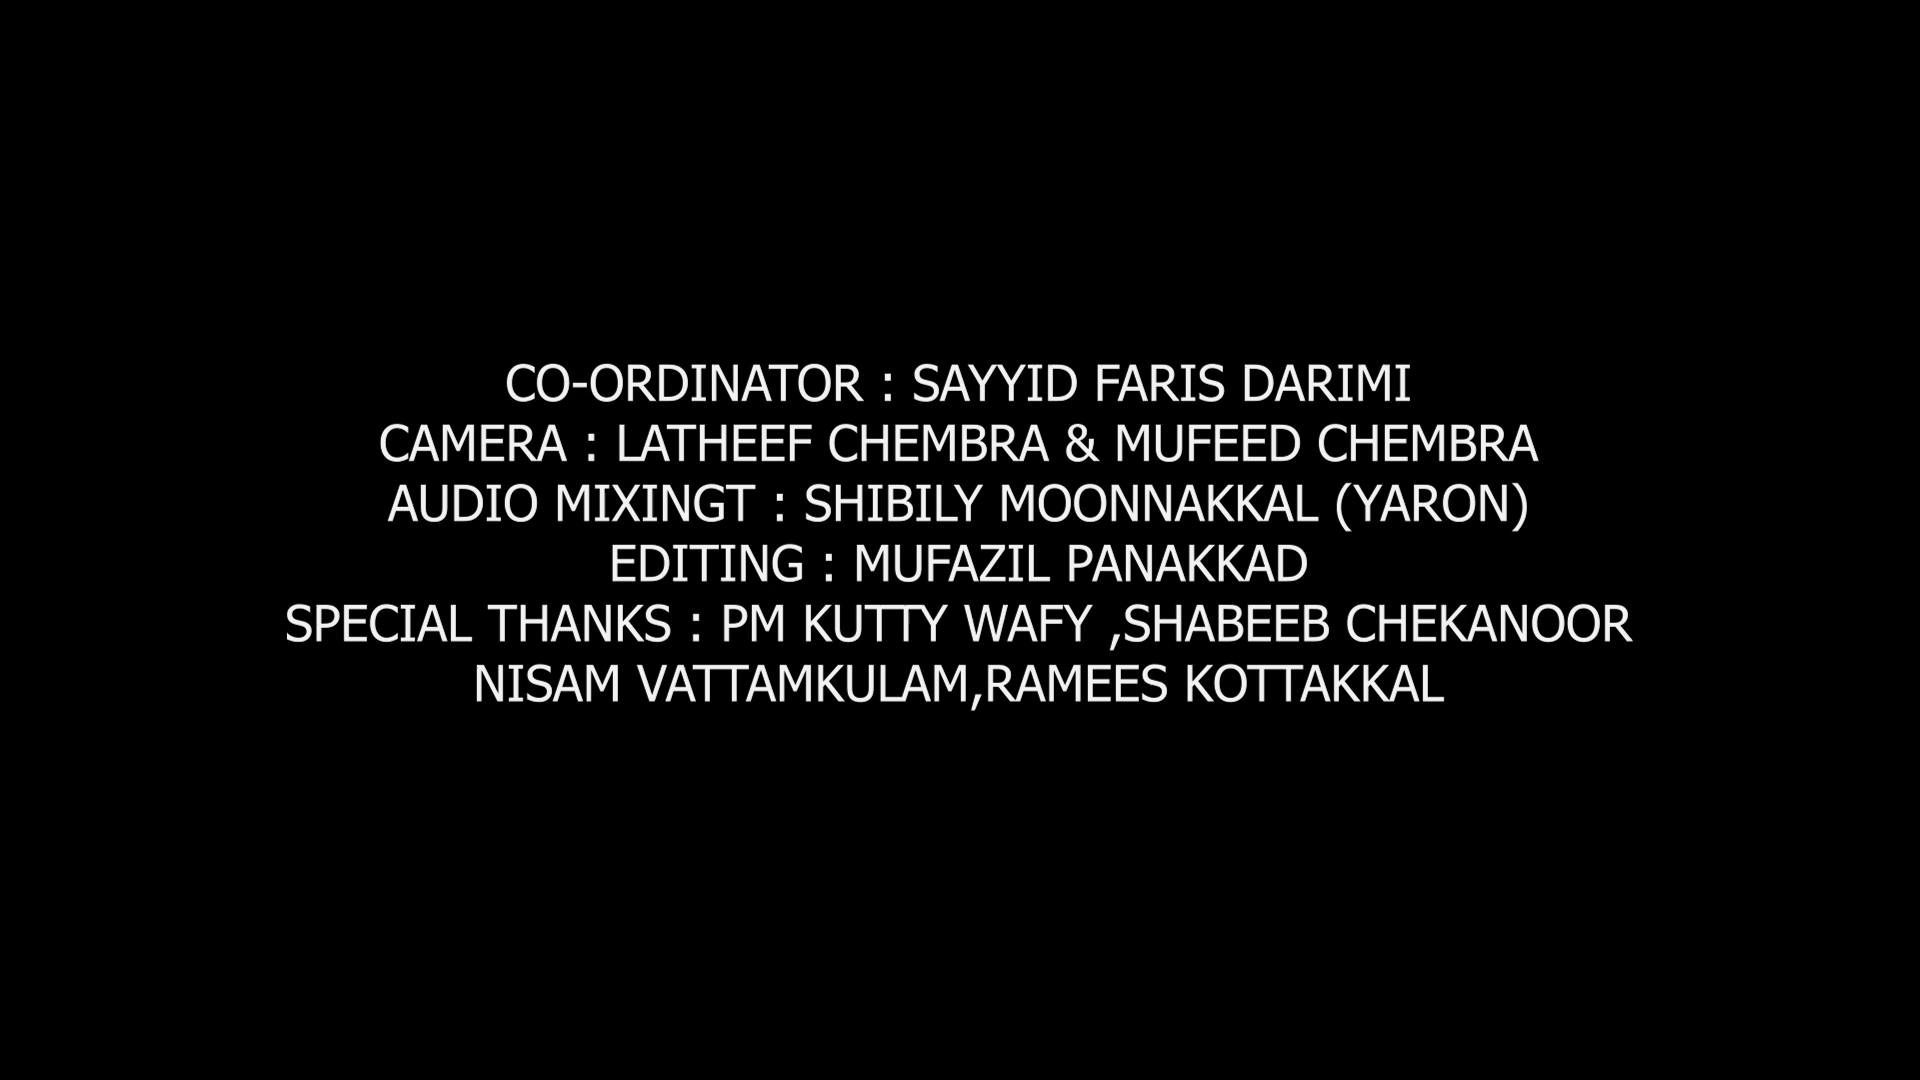 CO-ORDINATOR : SAYYID FARIS DARIMI
CAMERA : LATHEEF CHEMBRA & MUFEED CHEMBRA
AUDIO MIXINGT : SHIBILY MOONNAKKAL (YARON)
EDITING : MUFAZIL PANAKKAD
SPECIAL THANKS : PM KUTTY WAFY ,SHABEEB CHEKANOOR
NISAM VATTAMKULAM,RAMEES KOTTAKKAL